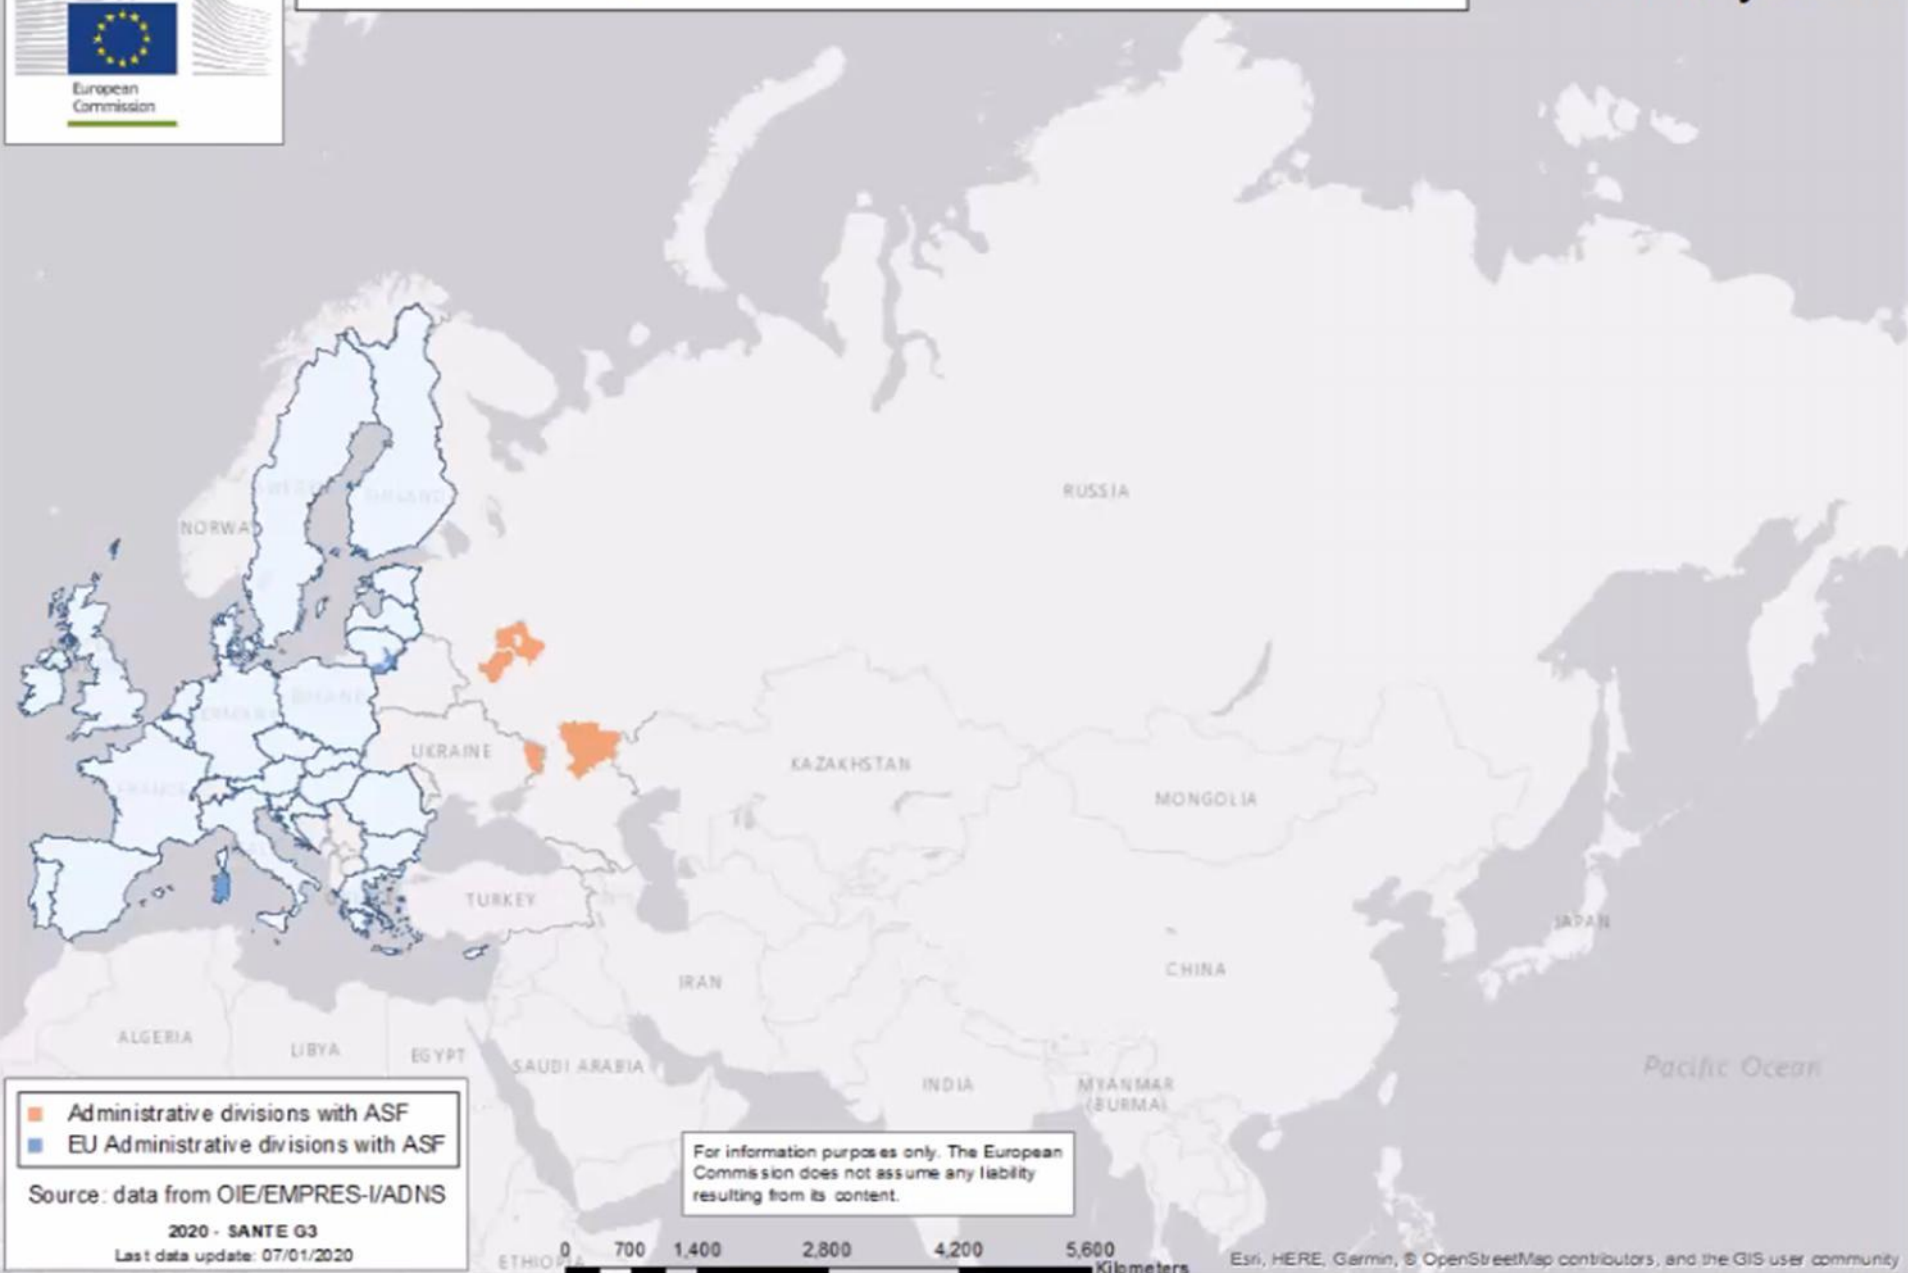 European
Commission
RUSSIA
NORWA
UKRAINE
KAZAKHSTAN
MONGOLIA
TURKEY
JAPAN
CHINA
IRAN
ALGERIA
LIBYA
EGYPT
SAUDI ARABIA
INDIA
MYANMAR
(BURMA)
Pacific Ocean
ETHIOPIA
Administrative divisions with ASF
EU Administrative divisions with ASF
Source: data from OIE/EMPRES-I/ADNS
2020 - SANTE G3
Last data update: 07/01/2020
For information purposes only. The European
Commission does not assume any liability
resulting from its content.
0 700 1,400 2,800 4,200 5,600
Kilometers
Esri, HERE, Garmin, © OpenStreetMap contributors, and the GIS user community